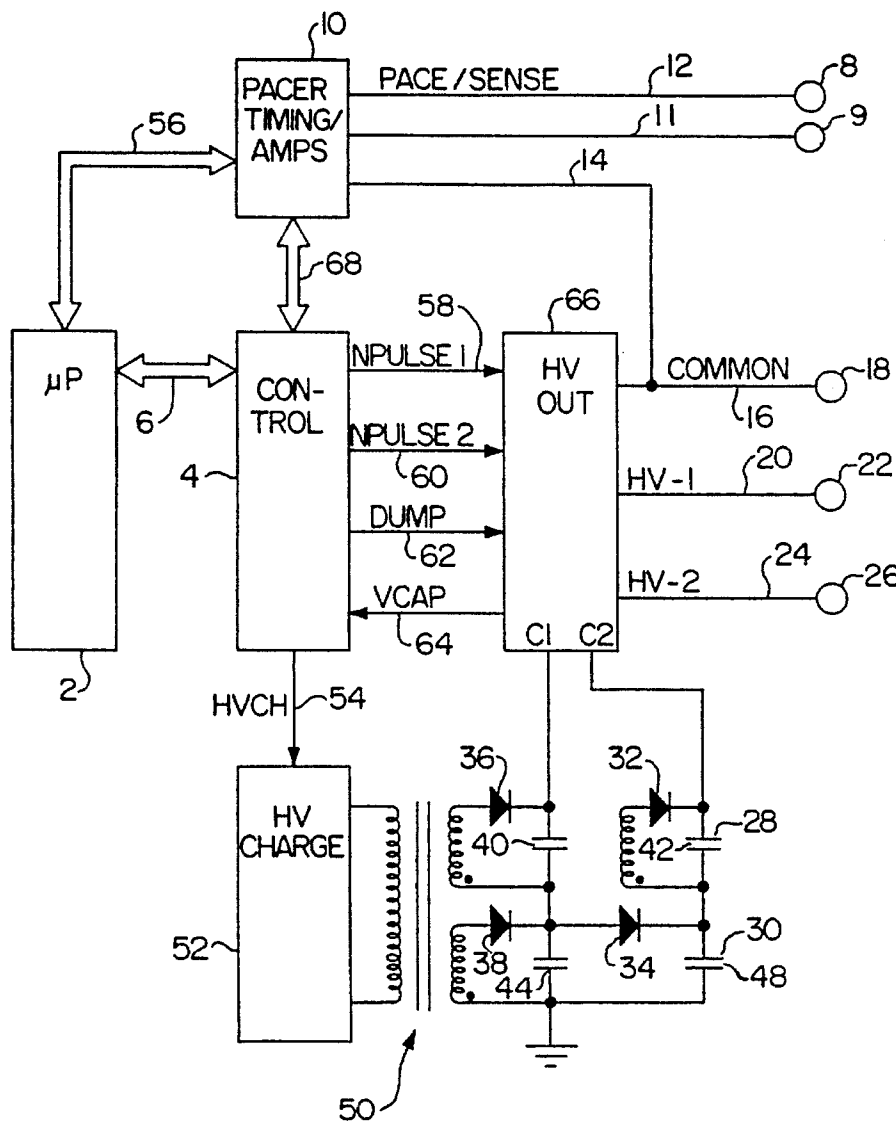 10
PACER
TIMING/
AMPS
PACE/SENSE
12
8
56
11
9
14
68
58
66
μP
6
CON-
TROL
4
NPULSE 1
NPULSE 2
60
DUMP
62
VCAP
64
HV
OUT
COMMON
16
18
HV-1
20
22
HV-2
24
26
C1
C2
2
HVCH
54
HV
CHARGE
52
50
36
40
32
42
28
38
44
34
30
48